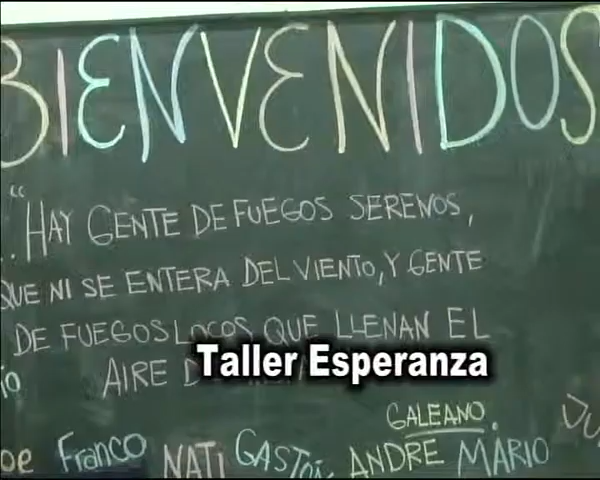 BIENVENIDOS
"HAY GENTE DE FUEGOS SERENOS,
QUE NI SE ENTERA DEL VIENTO, Y GENTE
DE FUEGOS LOCOS QUE LLENAN EL
AIRE
Taller Esperanza
GALEANO.
Franco NATI GASTÓN ANDRE MARIO